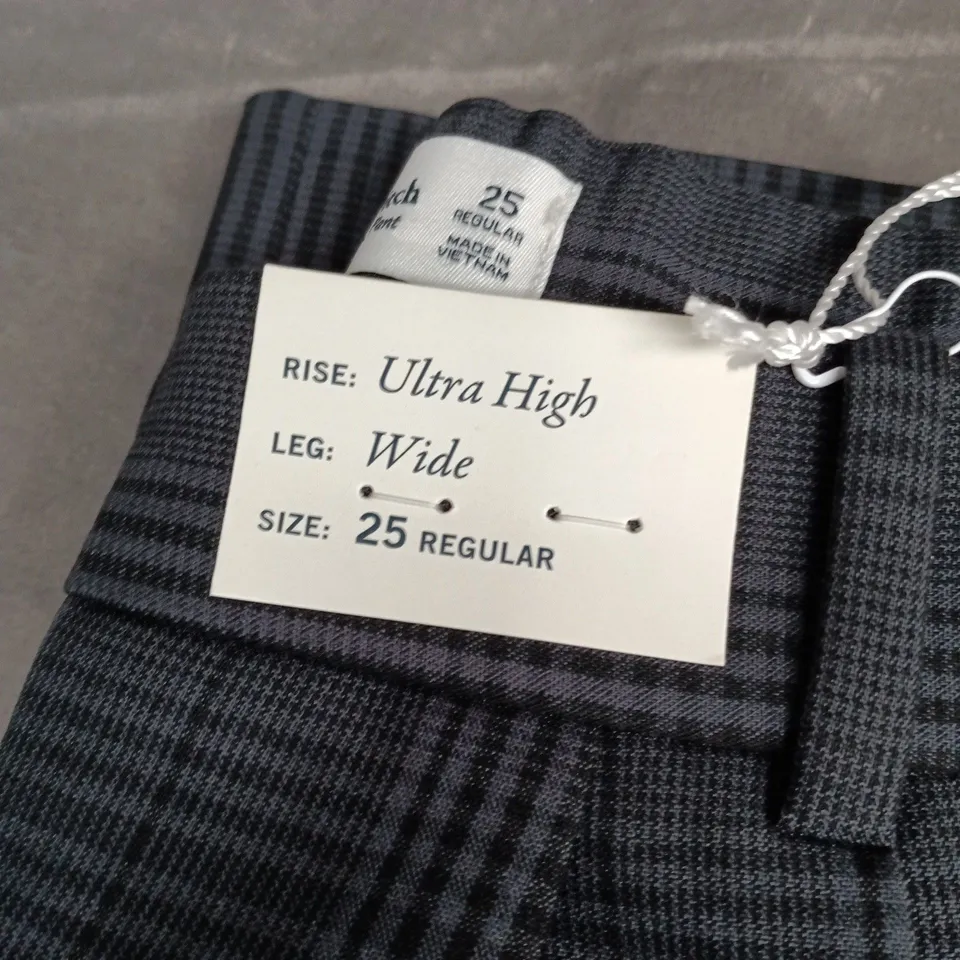 25
REGULAR
MADE IN
VIETNAM
RISE: Ultra High
LEG: Wide
SIZE: 25 REGULAR